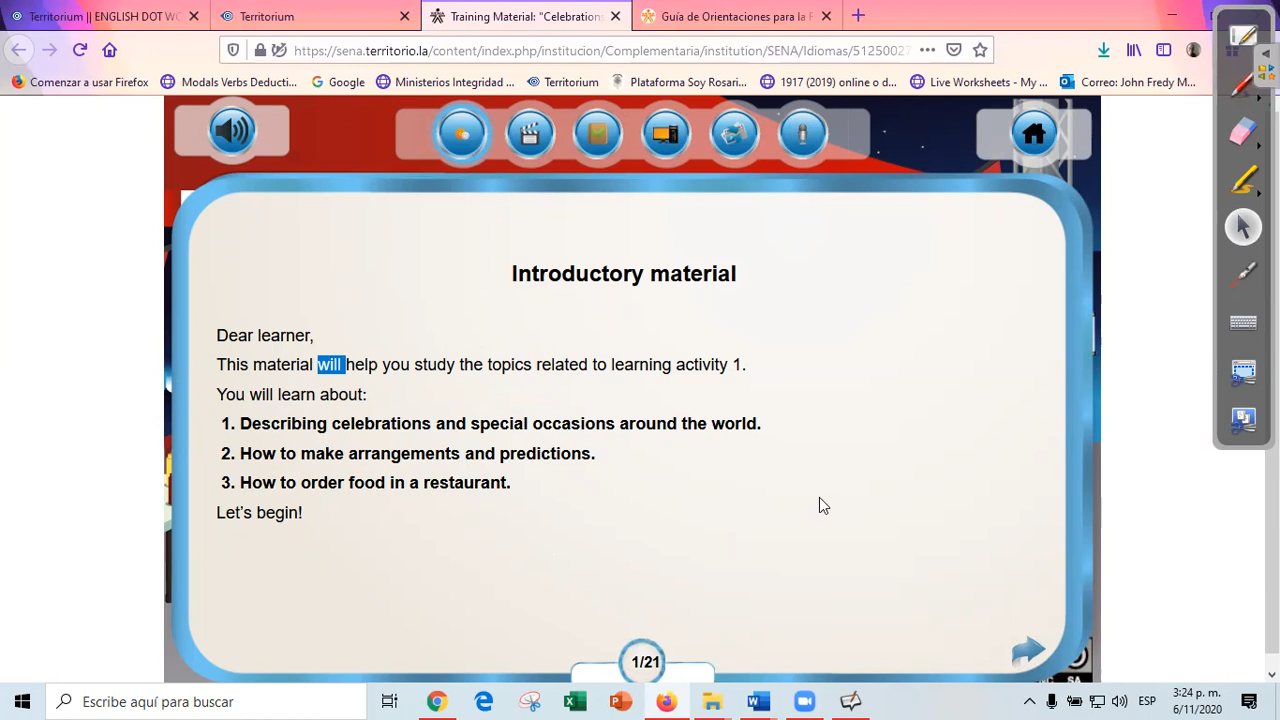 Territorium || ENGLISH DOT WO
Territorium
Training Material: "Celebrations
Guía de Orientaciones para la F
https://sena.territorio.la/content/index.php/institucion/Complementaria/institution/SENA/Idiomas/51250027
Comenzar a usar Firefox
Modals Verbs Deducti...
Google
Ministerios Integridad ...
Territorium
Plataforma Soy Rosari...
1917 (2019) online o d...
Live Worksheets - My ...
Correo: John Fredy M...
Introductory material
Dear learner,
This material will help you study the topics related to learning activity 1.
You will learn about:
1. Describing celebrations and special occasions around the world.
2. How to make arrangements and predictions.
3. How to order food in a restaurant.
Let's begin!
1/21
SA
Escribe aquí para buscar
ESP
3:24 p. m.
6/11/2020